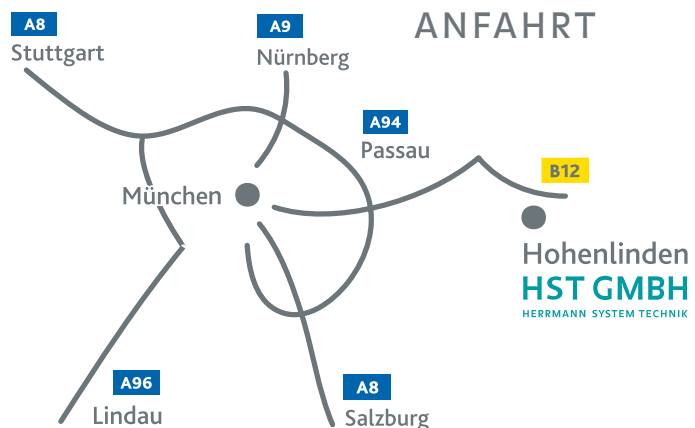 ANFAHRT
A8
Stuttgart
A9
Nürnberg
A94
Passau
B12
München
Hohenlinden
HST GMBH
HERRMANN SYSTEM TECHNIK
A96
Lindau
A8
Salzburg